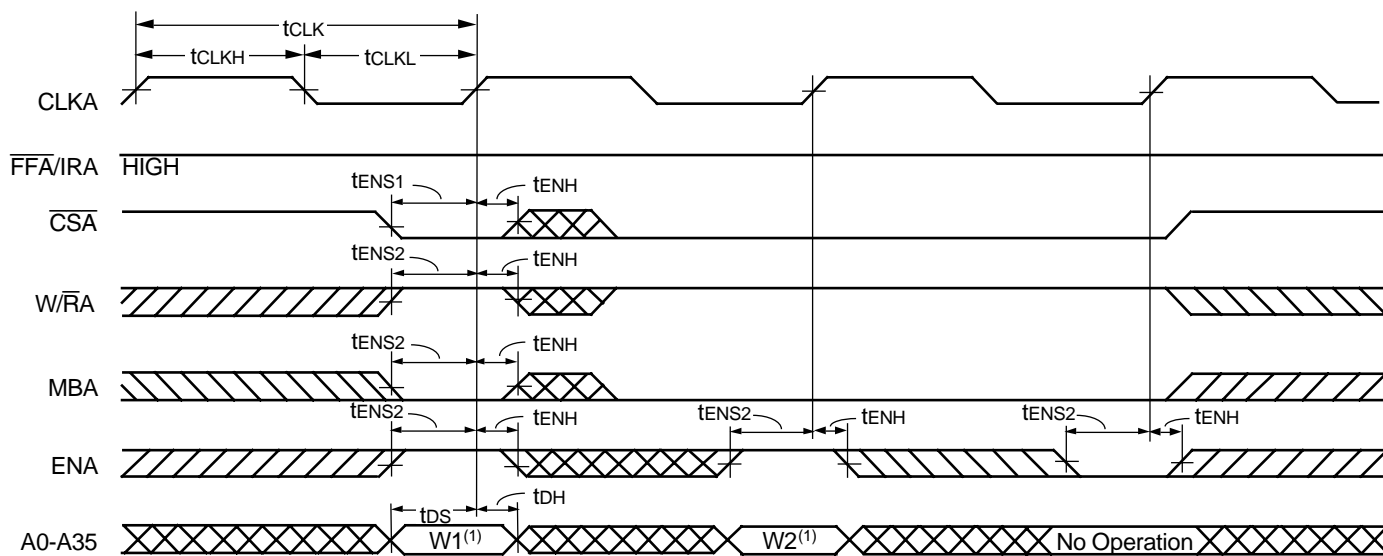 tCLK
tCLKH tCLKL
CLKA
FFA/IRA HIGH
tENS1 tENH
CSA
tENS2 tENH
W/RA
tENS2 tENH
MBA
tENS2 tENH tENS2 tENH tENS2 tENH
ENA
tDS tDH
A0-A35 W1(1) W2(1) No Operation